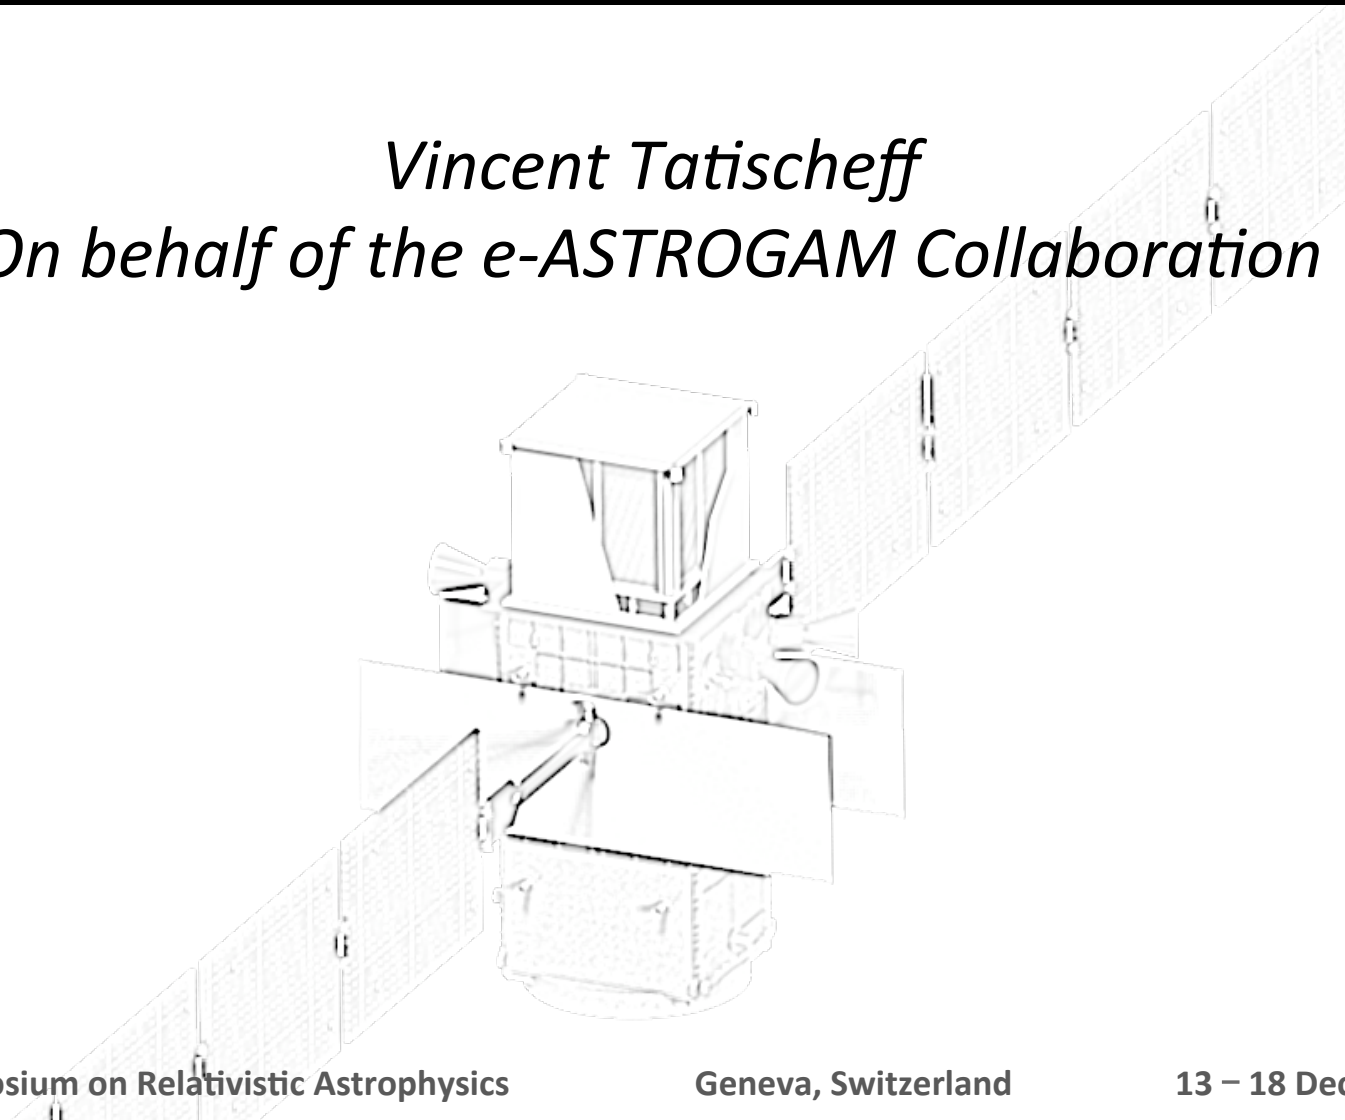 Vincent Tatischeff
On behalf of the e-ASTROGAM Collaboration
osium on Relativistic Astrophysics Geneva, Switzerland 13 – 18 Dec